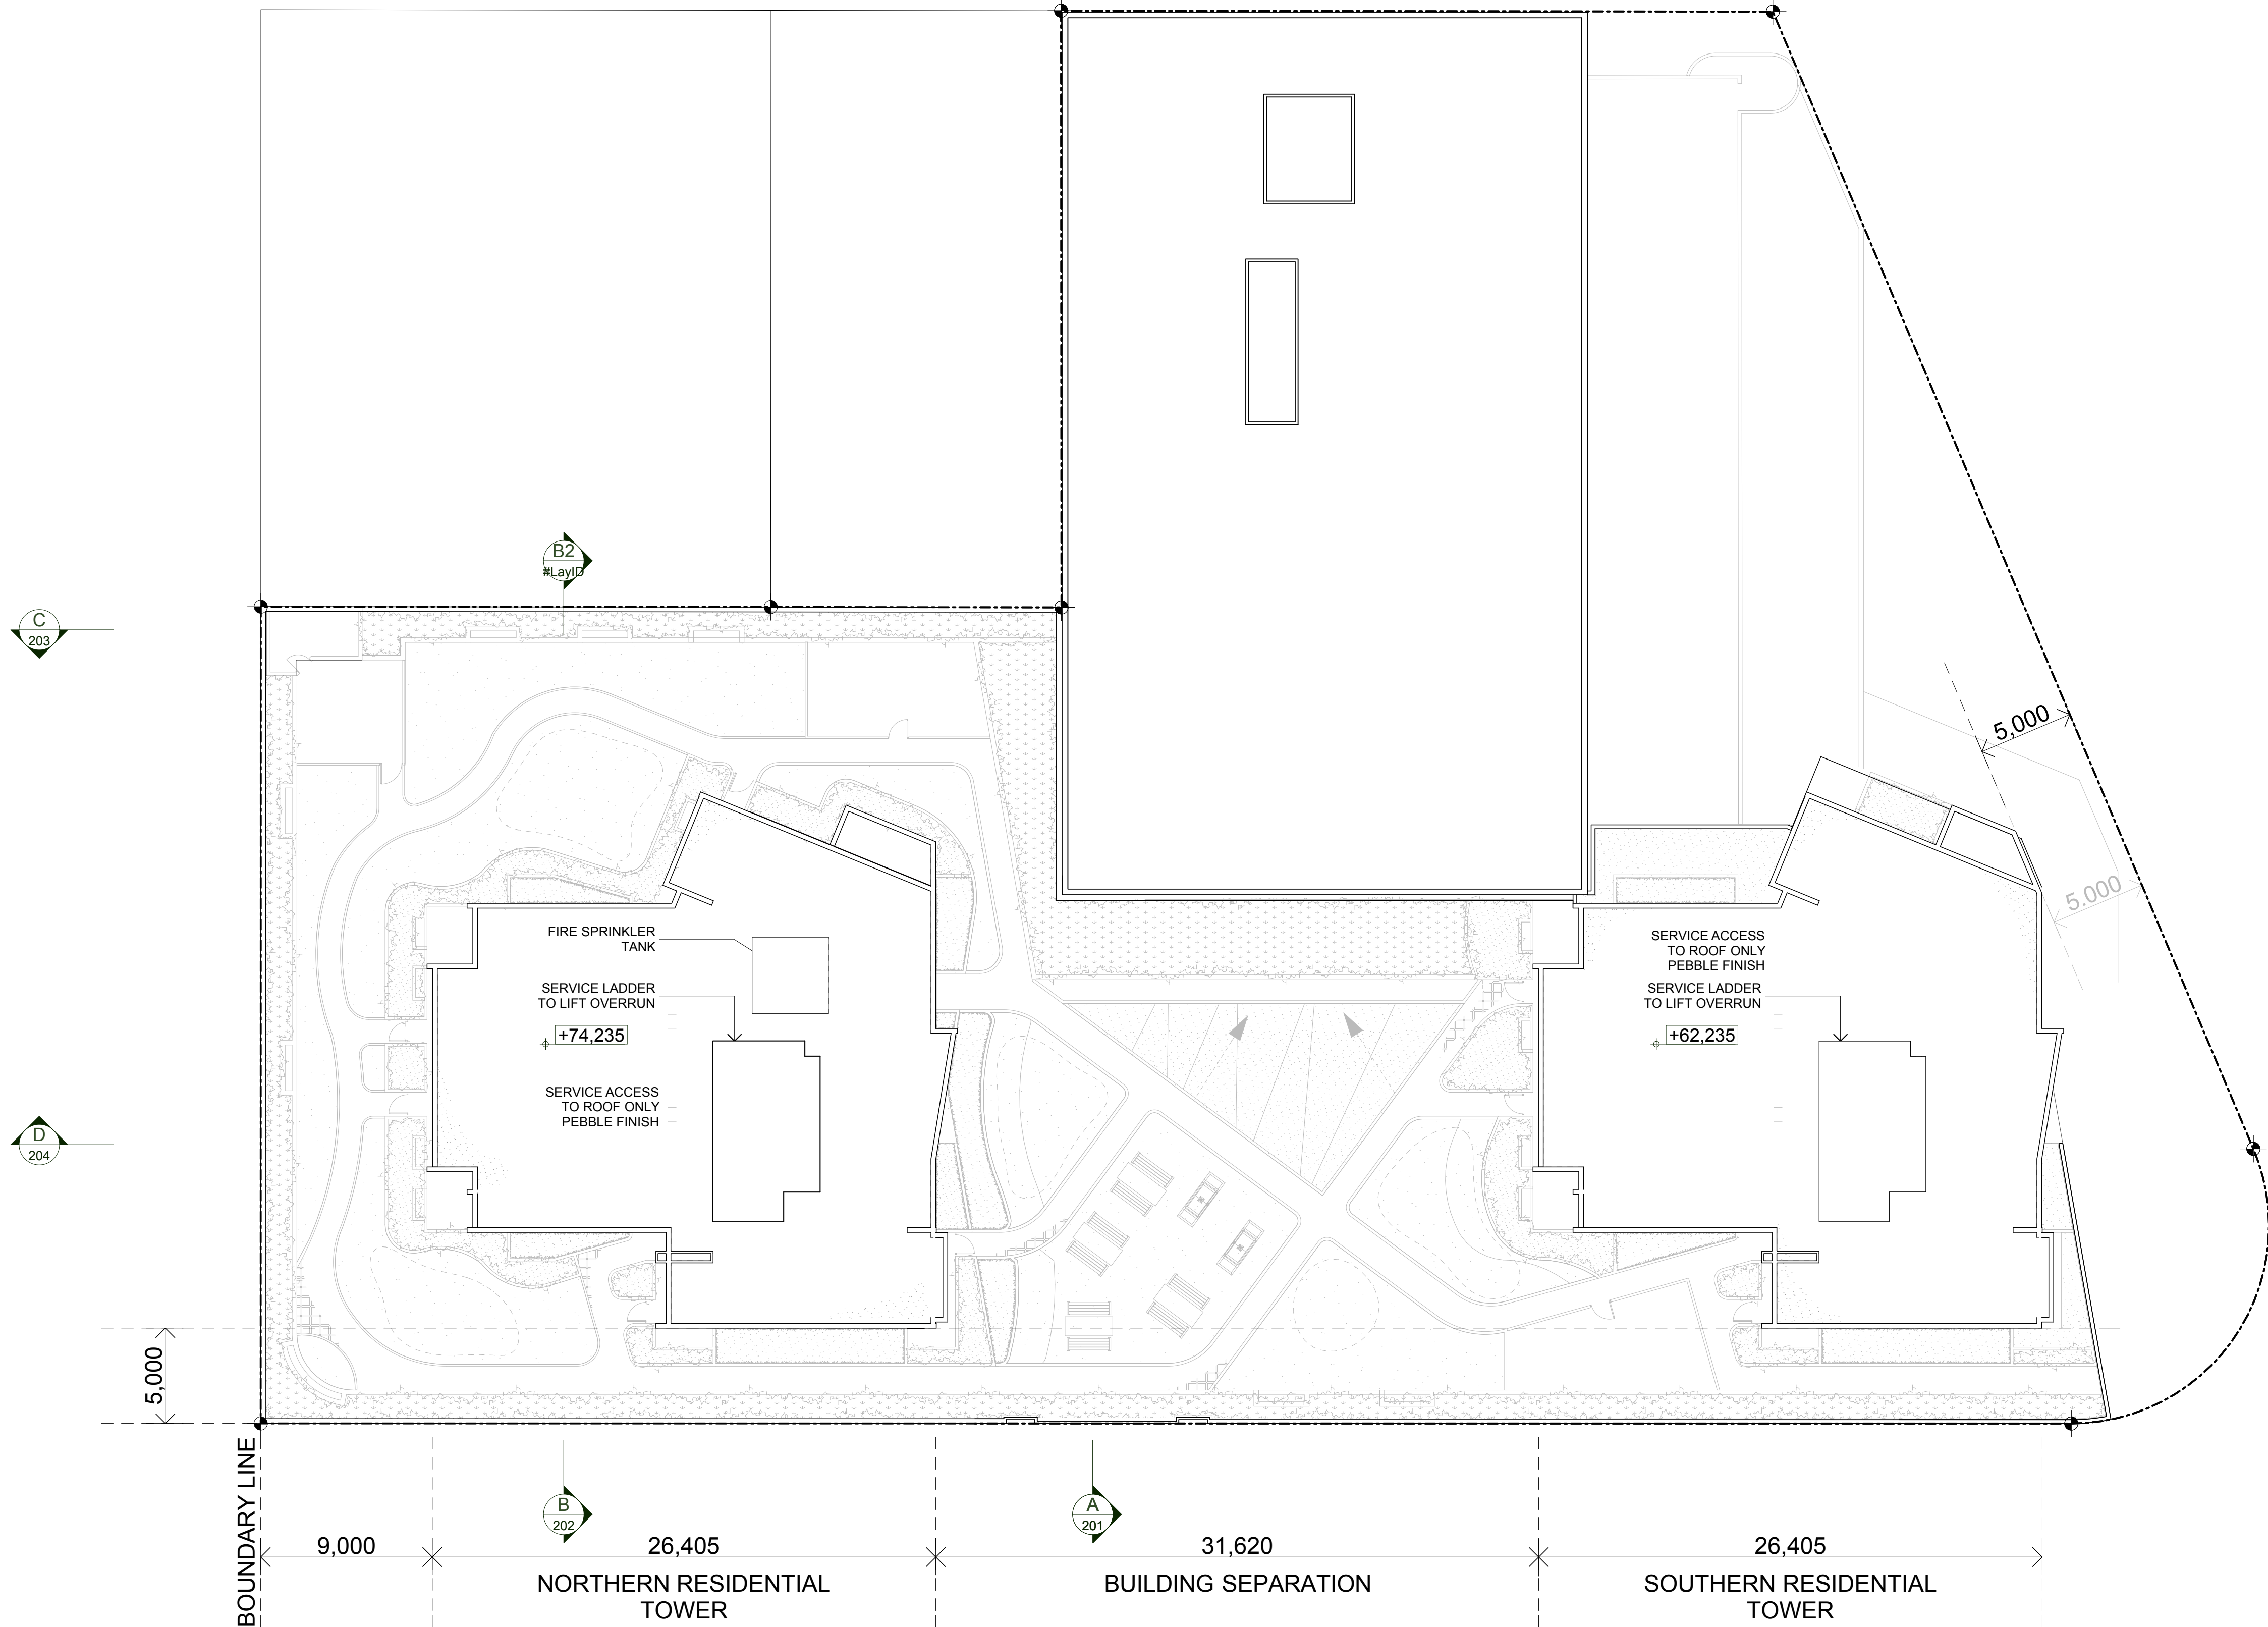 B2
#LayID
C
203
5,000
5,000
FIRE SPRINKLER
TANK
SERVICE LADDER
TO LIFT OVERRUN
+74,235
SERVICE ACCESS
TO ROOF ONLY
PEBBLE FINISH
SERVICE ACCESS
TO ROOF ONLY
PEBBLE FINISH
SERVICE LADDER
TO LIFT OVERRUN
+62,235
D
204
5,000
BOUNDARY LINE
B
202
A
201
9,000
26,405
31,620
26,405
NORTHERN RESIDENTIAL
TOWER
BUILDING SEPARATION
SOUTHERN RESIDENTIAL
TOWER